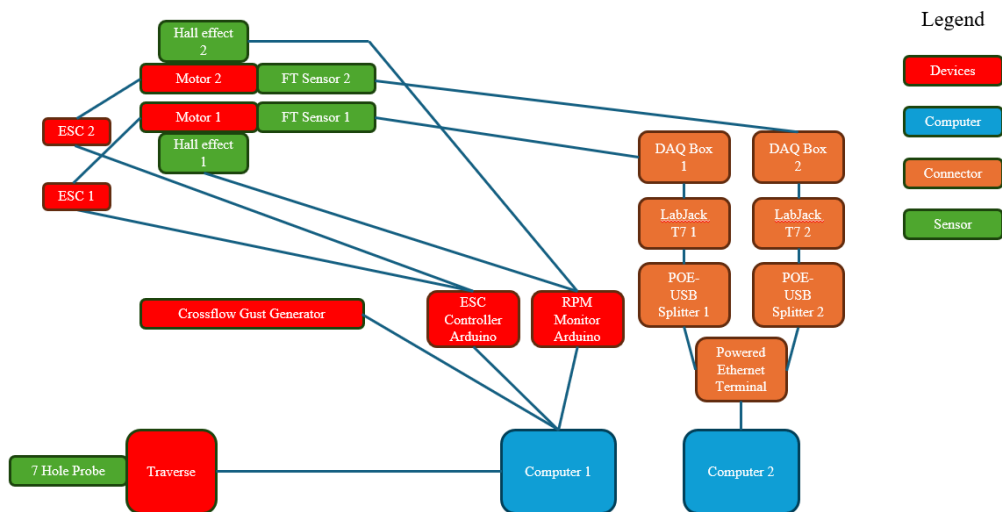 Legend
Hall effect
2
Motor 2
FT Sensor 2
Devices
Motor 1
FT Sensor 1
ESC 2
Computer
Hall effect
1
DAQ Box
1
DAQ Box
2
Connector
ESC 1
LabJack
T7 1
LabJack
T7 2
Sensor
POE-
USB
Splitter 1
POE-
USB
Splitter 2
Crossflow Gust Generator
ESC
Controller
Arduino
RPM
Monitor
Arduino
Powered
Ethernet
Terminal
7 Hole Probe
Traverse
Computer 1
Computer 2